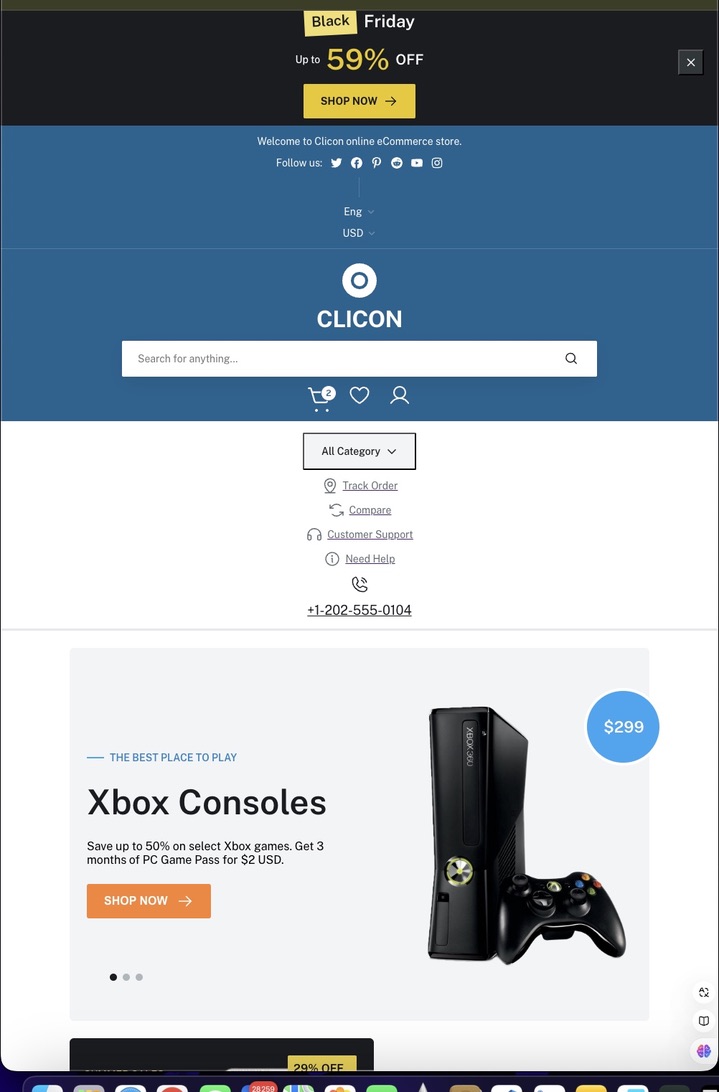 Black Friday
Up to 59% OFF
SHOP NOW
Welcome to Clicon online eCommerce store.
Follow us:
Eng
USD
CLICON
Search for anything...
2
All Category
Track Order
Compare
Customer Support
Need Help
+1-202-555-0104
$299
XBOX 360
THE BEST PLACE TO PLAY
Xbox Consoles
Save up to 50% on select Xbox games. Get 3
months of PC Game Pass for $2 USD.
SHOP NOW
29% OFF
28259